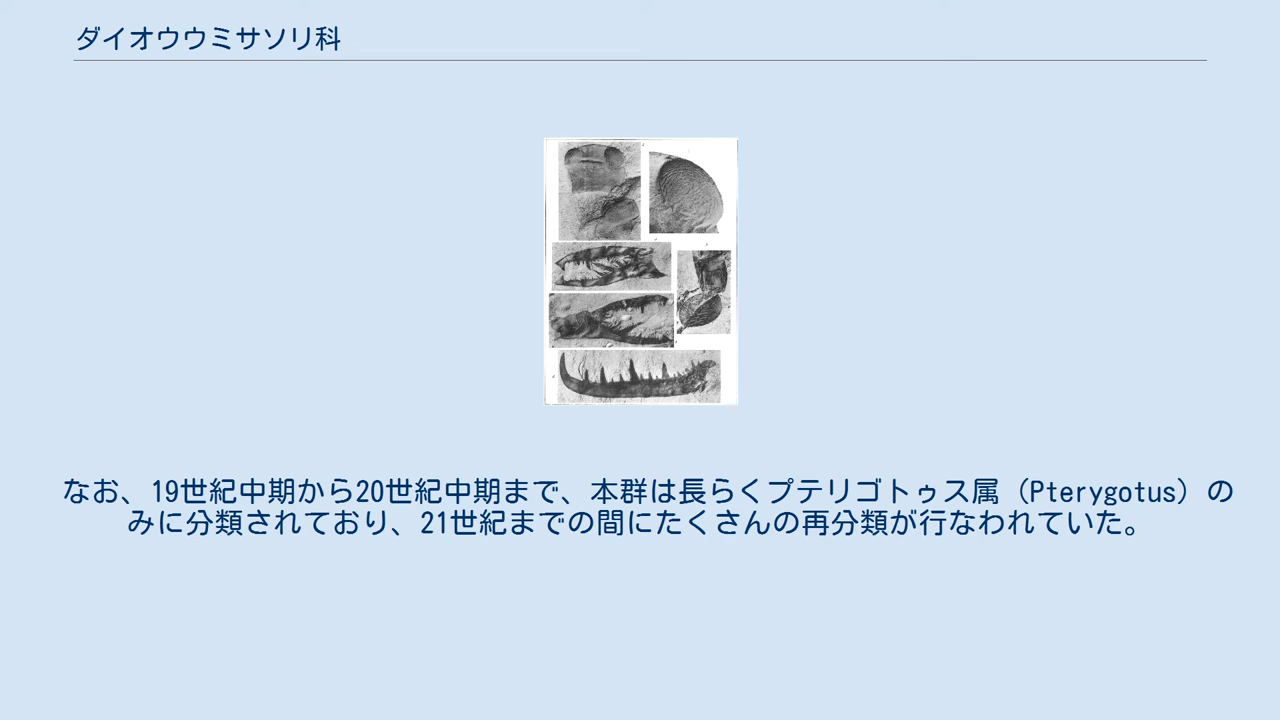 ダイオウウミサソリ科
なお、19世紀中期から20世紀中期まで、本群は長らくプテリゴトゥス属（Pterygotus）の
みに分類されており、21世紀までの間にたくさんの再分類が行なわれていた。